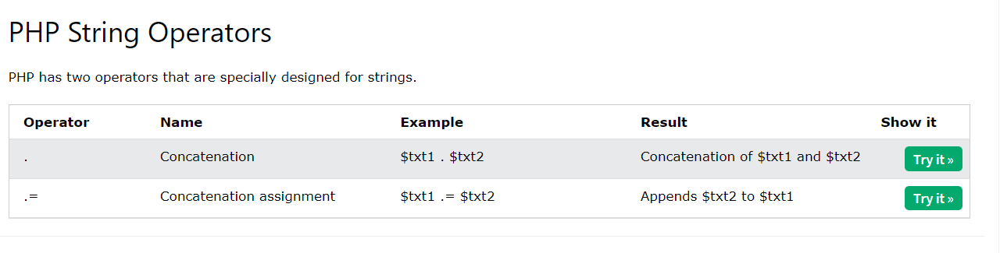 PHP String Operators
PHP has two operators that are specially designed for strings.
Operator Name Example Result Show it
. Concatenation $txt1 . $txt2 Concatenation of $txt1 and $txt2 Try it »
.= Concatenation assignment $txt1 .= $txt2 Appends $txt2 to $txt1 Try it »